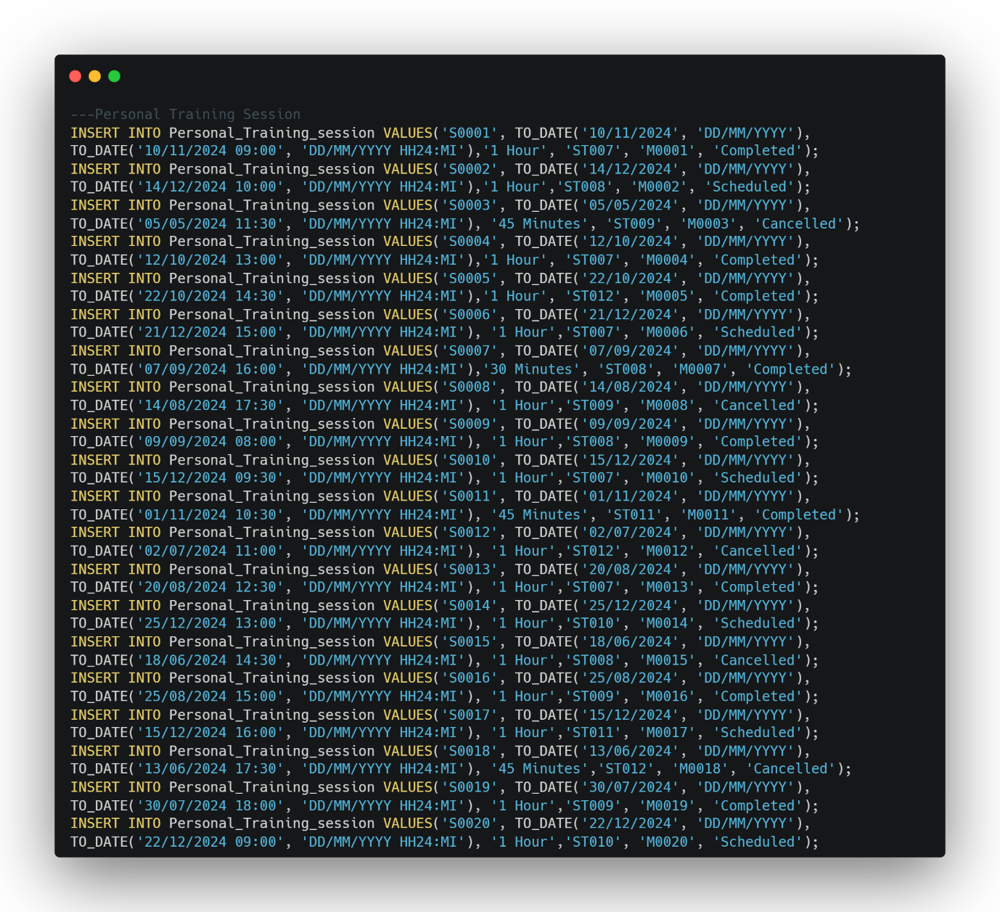 ---Personal Training Session
INSERT INTO Personal_Training_session VALUES('S0001', TO_DATE('10/11/2024', 'DD/MM/YYYY'),
TO_DATE('10/11/2024 09:00', 'DD/MM/YYYY HH24:MI'),'1 Hour', 'ST007', 'M0001', 'Completed');
INSERT INTO Personal_Training_session VALUES('S0002', TO_DATE('14/12/2024', 'DD/MM/YYYY'),
TO_DATE('14/12/2024 10:00', 'DD/MM/YYYY HH24:MI'),'1 Hour','ST008', 'M0002', 'Scheduled');
INSERT INTO Personal_Training_session VALUES('S0003', TO_DATE('05/05/2024', 'DD/MM/YYYY'),
TO_DATE('05/05/2024 11:30', 'DD/MM/YYYY HH24:MI'), '45 Minutes', 'ST009', 'M0003', 'Cancelled');
INSERT INTO Personal_Training_session VALUES('S0004', TO_DATE('12/10/2024', 'DD/MM/YYYY'),
TO_DATE('12/10/2024 13:00', 'DD/MM/YYYY HH24:MI'),'1 Hour', 'ST007', 'M0004', 'Completed');
INSERT INTO Personal_Training_session VALUES('S0005', TO_DATE('22/10/2024', 'DD/MM/YYYY'),
TO_DATE('22/10/2024 14:30', 'DD/MM/YYYY HH24:MI'),'1 Hour', 'ST012', 'M0005', 'Completed');
INSERT INTO Personal_Training_session VALUES('S0006', TO_DATE('21/12/2024', 'DD/MM/YYYY'),
TO_DATE('21/12/2024 15:00', 'DD/MM/YYYY HH24:MI'), '1 Hour','ST007', 'M0006', 'Scheduled');
INSERT INTO Personal_Training_session VALUES('S0007', TO_DATE('07/09/2024', 'DD/MM/YYYY'),
TO_DATE('07/09/2024 16:00', 'DD/MM/YYYY HH24:MI'),'30 Minutes', 'ST008', 'M0007', 'Completed');
INSERT INTO Personal_Training_session VALUES('S0008', TO_DATE('14/08/2024', 'DD/MM/YYYY'),
TO_DATE('14/08/2024 17:30', 'DD/MM/YYYY HH24:MI'), '1 Hour','ST009', 'M0008', 'Cancelled');
INSERT INTO Personal_Training_session VALUES('S0009', TO_DATE('09/09/2024', 'DD/MM/YYYY'),
TO_DATE('09/09/2024 08:00', 'DD/MM/YYYY HH24:MI'), '1 Hour','ST008', 'M0009', 'Completed');
INSERT INTO Personal_Training_session VALUES('S0010', TO_DATE('15/12/2024', 'DD/MM/YYYY'),
TO_DATE('15/12/2024 09:30', 'DD/MM/YYYY HH24:MI'), '1 Hour','ST007', 'M0010', 'Scheduled');
INSERT INTO Personal_Training_session VALUES('S0011', TO_DATE('01/11/2024', 'DD/MM/YYYY'),
TO_DATE('01/11/2024 10:30', 'DD/MM/YYYY HH24:MI'), '45 Minutes', 'ST011', 'M0011', 'Completed');
INSERT INTO Personal_Training_session VALUES('S0012', TO_DATE('02/07/2024', 'DD/MM/YYYY'),
TO_DATE('02/07/2024 11:00', 'DD/MM/YYYY HH24:MI'), '1 Hour','ST012', 'M0012', 'Cancelled');
INSERT INTO Personal_Training_session VALUES('S0013', TO_DATE('20/08/2024', 'DD/MM/YYYY'),
TO_DATE('20/08/2024 12:30', 'DD/MM/YYYY HH24:MI'), '1 Hour','ST007', 'M0013', 'Completed');
INSERT INTO Personal_Training_session VALUES('S0014', TO_DATE('25/12/2024', 'DD/MM/YYYY'),
TO_DATE('25/12/2024 13:00', 'DD/MM/YYYY HH24:MI'), '1 Hour','ST010', 'M0014', 'Scheduled');
INSERT INTO Personal_Training_session VALUES('S0015', TO_DATE('18/06/2024', 'DD/MM/YYYY'),
TO_DATE('18/06/2024 14:30', 'DD/MM/YYYY HH24:MI'), '1 Hour','ST008', 'M0015', 'Cancelled');
INSERT INTO Personal_Training_session VALUES('S0016', TO_DATE('25/08/2024', 'DD/MM/YYYY'),
TO_DATE('25/08/2024 15:00', 'DD/MM/YYYY HH24:MI'), '1 Hour','ST009', 'M0016', 'Completed');
INSERT INTO Personal_Training_session VALUES('S0017', TO_DATE('15/12/2024', 'DD/MM/YYYY'),
TO_DATE('15/12/2024 16:00', 'DD/MM/YYYY HH24:MI'), '1 Hour','ST011', 'M0017', 'Scheduled');
INSERT INTO Personal_Training_session VALUES('S0018', TO_DATE('13/06/2024', 'DD/MM/YYYY'),
TO_DATE('13/06/2024 17:30', 'DD/MM/YYYY HH24:MI'), '45 Minutes','ST012', 'M0018', 'Cancelled');
INSERT INTO Personal_Training_session VALUES('S0019', TO_DATE('30/07/2024', 'DD/MM/YYYY'),
TO_DATE('30/07/2024 18:00', 'DD/MM/YYYY HH24:MI'), '1 Hour','ST009', 'M0019', 'Completed');
INSERT INTO Personal_Training_session VALUES('S0020', TO_DATE('22/12/2024', 'DD/MM/YYYY'),
TO_DATE('22/12/2024 09:00', 'DD/MM/YYYY HH24:MI'), '1 Hour','ST010', 'M0020', 'Scheduled');